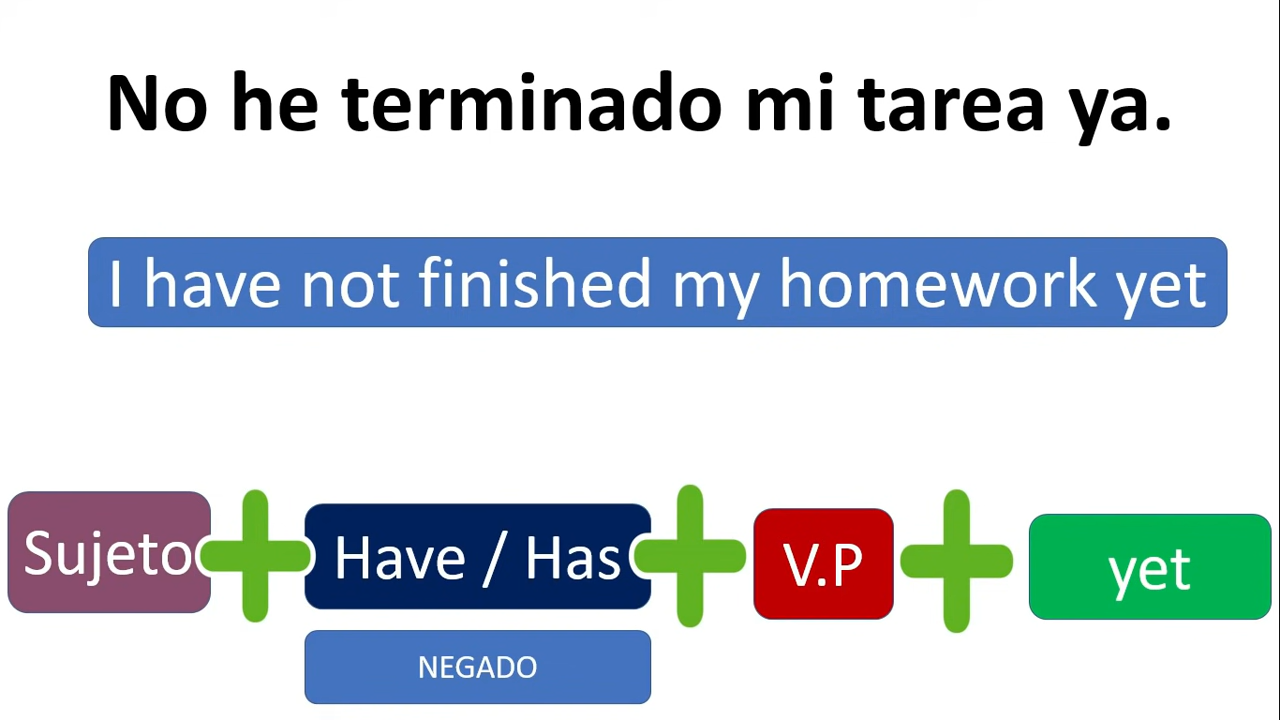 No he terminado mi tarea ya.
I have not finished my homework yet
Sujeto Have / Has V.P yet
NEGADO